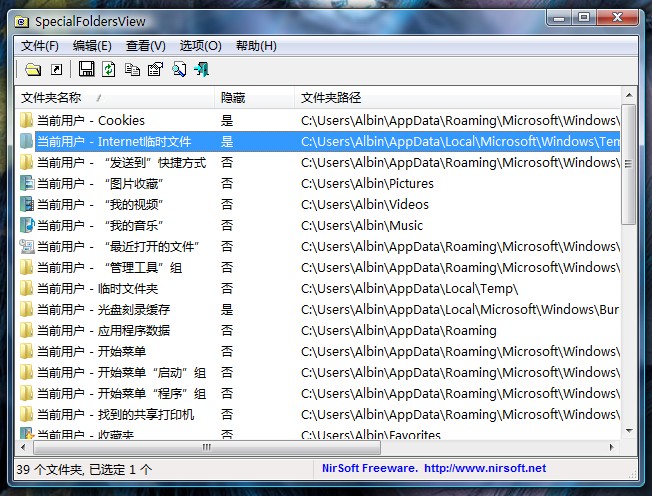 SpecialFoldersView
文件(F) 编辑(E) 查看(V) 选项(O) 帮助(H)
文件夹名称 / 隐藏 文件夹路径
当前用户 - Cookies 是 C:\Users\Albin\AppData\Roaming\Microsoft\Windows\
当前用户 - Internet临时文件 是 C:\Users\Albin\AppData\Local\Microsoft\Windows\Tem
当前用户 - “发送到”快捷方式 否 C:\Users\Albin\AppData\Roaming\Microsoft\Windows\
当前用户 - “图片收藏” 否 C:\Users\Albin\Pictures
当前用户 - “我的视频” 否 C:\Users\Albin\Videos
当前用户 - “我的音乐” 否 C:\Users\Albin\Music
当前用户 - “最近打开的文件” 否 C:\Users\Albin\AppData\Roaming\Microsoft\Windows\
当前用户 - “管理工具”组 否 C:\Users\Albin\AppData\Roaming\Microsoft\Windows\
当前用户 - 临时文件夹 否 C:\Users\Albin\AppData\Local\Temp\
当前用户 - 光盘刻录缓存 是 C:\Users\Albin\AppData\Local\Microsoft\Windows\Bur
当前用户 - 应用程序数据 否 C:\Users\Albin\AppData\Roaming
当前用户 - 开始菜单 否 C:\Users\Albin\AppData\Roaming\Microsoft\Windows\
当前用户 - 开始菜单“启动”组 否 C:\Users\Albin\AppData\Roaming\Microsoft\Windows\
当前用户 - 开始菜单“程序”组 否 C:\Users\Albin\AppData\Roaming\Microsoft\Windows\
当前用户 - 找到的共享打印机 否 C:\Users\Albin\AppData\Roaming\Microsoft\Windows\
当前用户 - 收藏夹 否 C:\Users\Albin\Favorites
39 个文件夹, 已选定 1 个 NirSoft Freeware. http://www.nirsoft.net